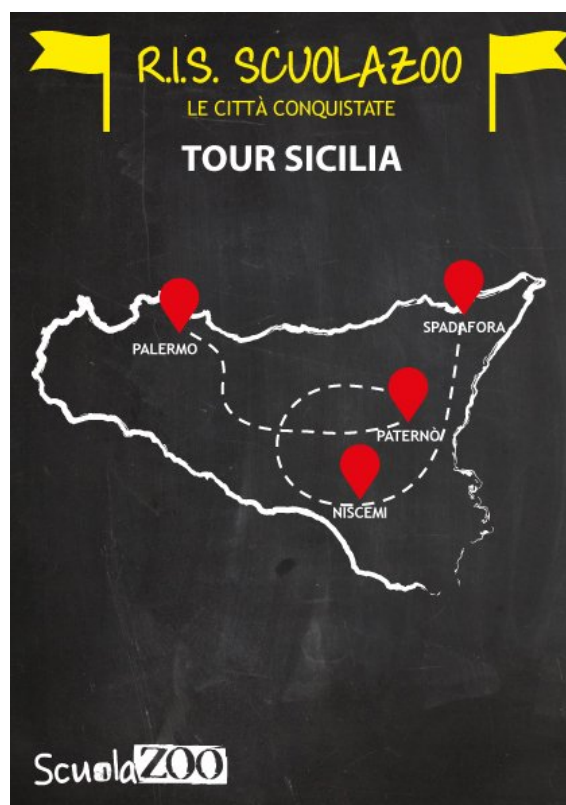 R.I.S. SCUOLAZOO
LE CITTÀ CONQUISTATE
TOUR SICILIA
PALERMO
SPADAFORA
PATERNÒ
NISCEMI
ScuolaZOO